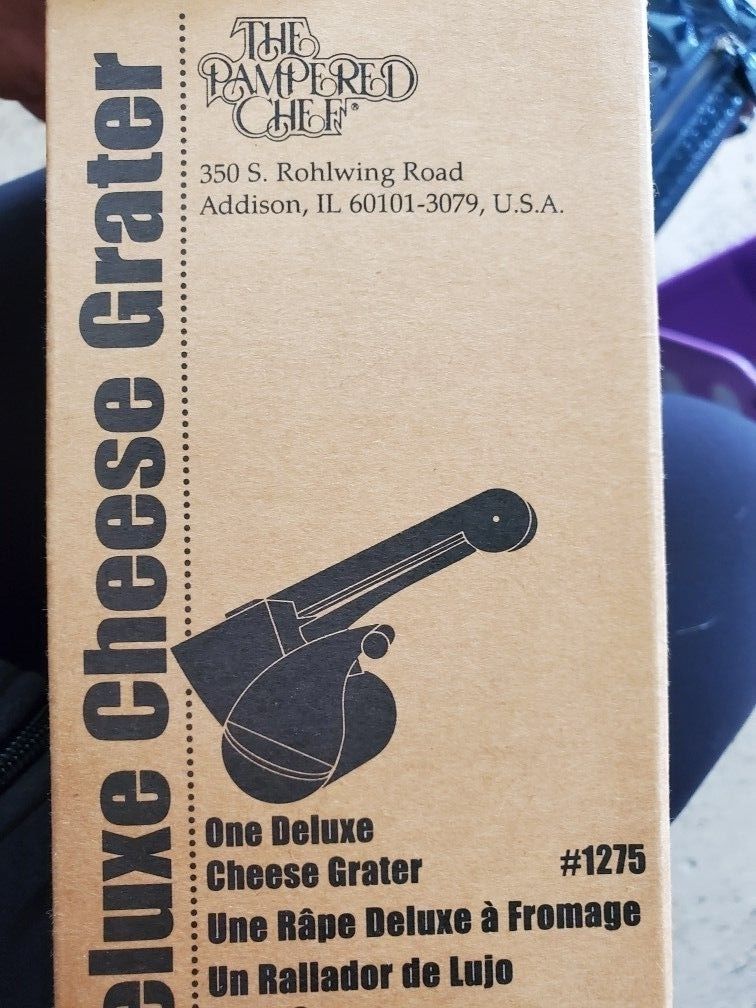 THE
PAMPERED
CHEF®
350 S. Rohlwing Road
Addison, IL 60101-3079, U.S.A.
eluxe Cheese Grater
One Deluxe
Cheese Grater #1275
Une Râpe Deluxe à Fromage
Un Rallador de Lujo